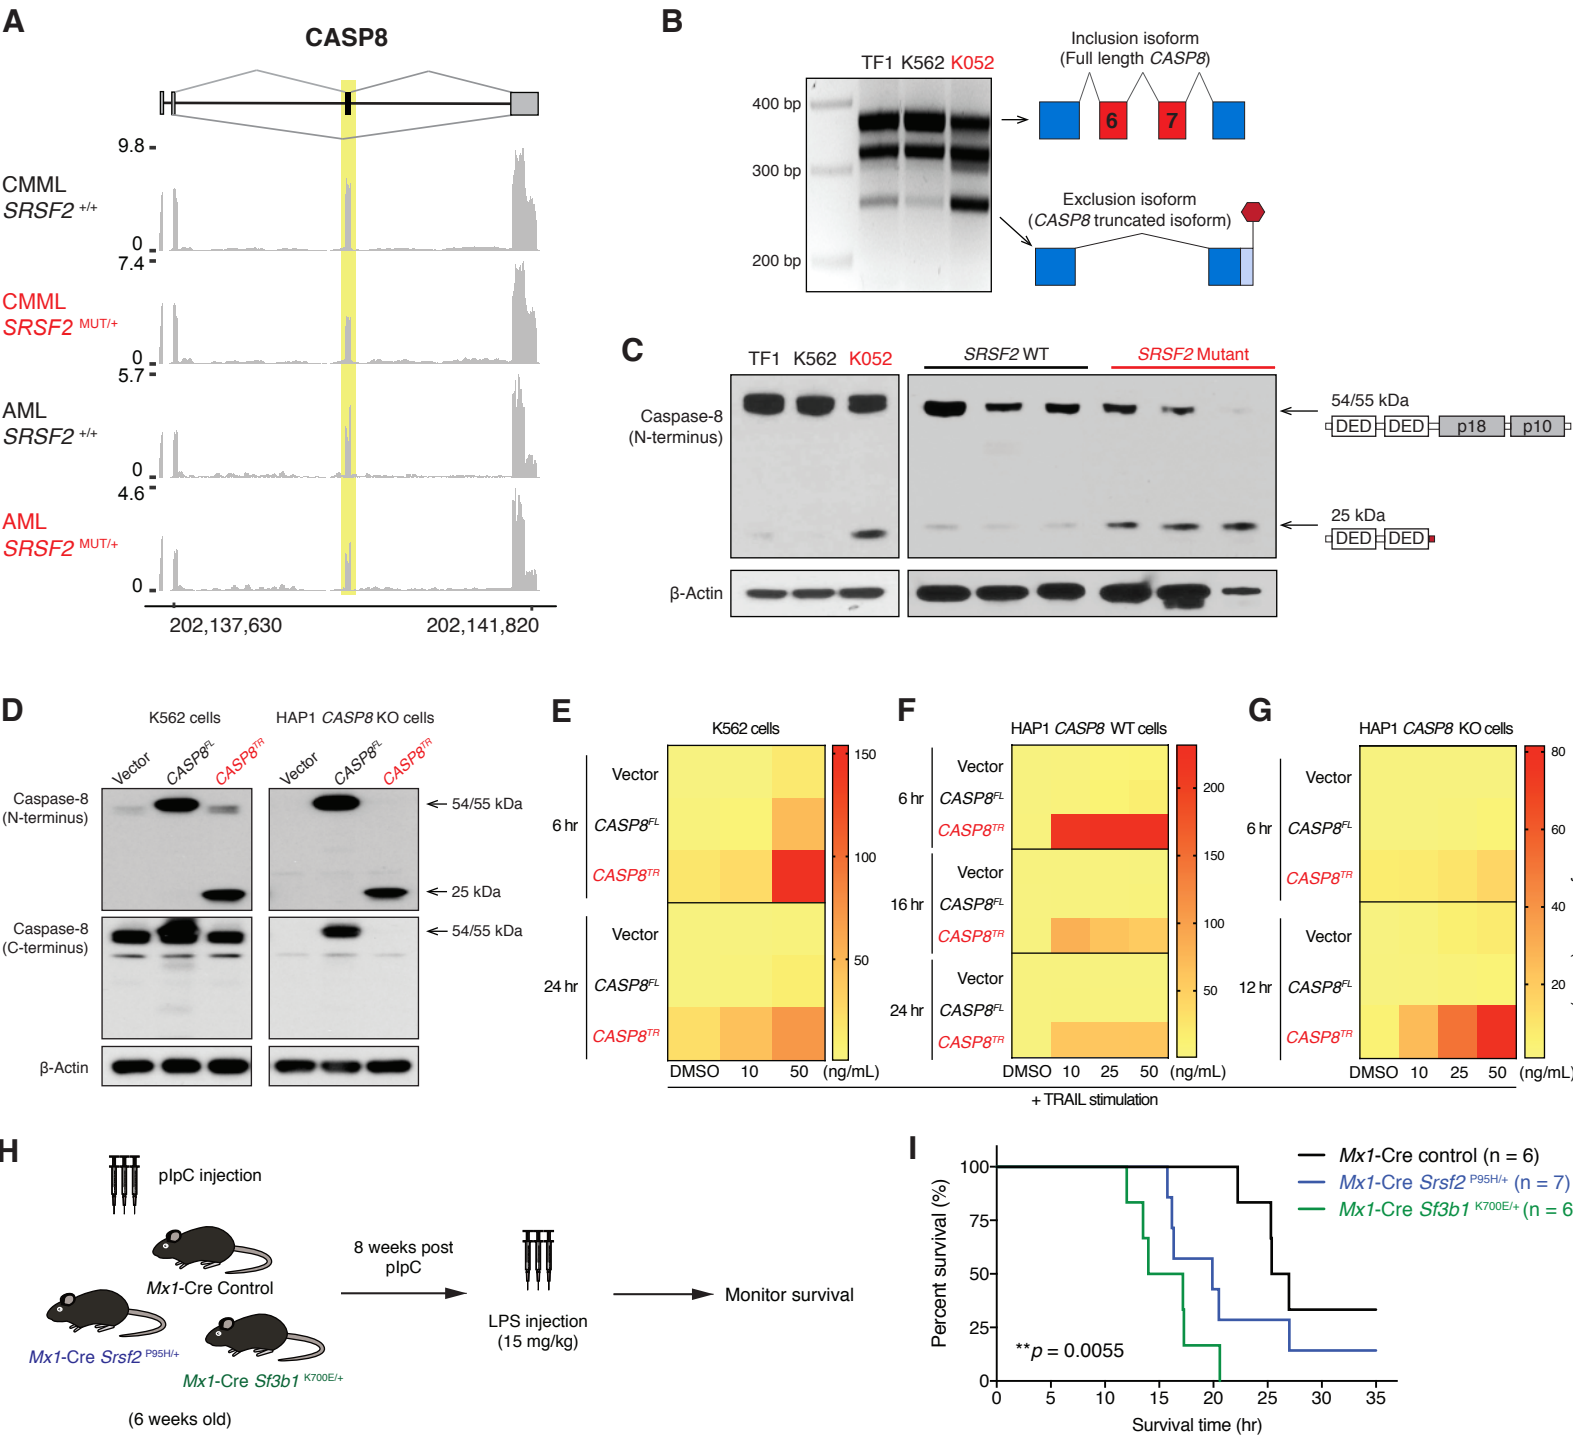 A
CASP8
9.8
CMML
SRSF2 +/+
0
7.4
CMML
SRSF2 MUT/+
0
5.7
AML
SRSF2 +/+
0
4.6
AML
SRSF2 MUT/+
0
202,137,630
202,141,820
B
TF1 K562 K052
400 bp
300 bp
200 bp
Inclusion isoform
(Full length CASP8)
6 7
Exclusion isoform
(CASP8 truncated isoform)
C
TF1 K562 K052
SRSF2 WT
SRSF2 Mutant
Caspase-8
(N-terminus)
β-Actin
54/55 kDa
DED DED p18 p10
25 kDa
DED DED
D
K562 cells
HAP1 CASP8 KO cells
Vector CASP8FL CASP8TR
Vector CASP8FL CASP8TR
Caspase-8
(N-terminus)
54/55 kDa
25 kDa
Caspase-8
(C-terminus)
54/55 kDa
β-Actin
E
K562 cells
6 hr
Vector
CASP8FL
CASP8TR
24 hr
Vector
CASP8FL
CASP8TR
150
100
50
DMSO 10 50 (ng/mL)
F
HAP1 CASP8 WT cells
6 hr
Vector
CASP8FL
CASP8TR
16 hr
Vector
CASP8FL
CASP8TR
24 hr
Vector
CASP8FL
CASP8TR
200
150
100
50
DMSO 10 25 50 (ng/mL)
G
HAP1 CASP8 KO cells
6 hr
Vector
CASP8FL
CASP8TR
12 hr
Vector
CASP8FL
CASP8TR
80
60
40
20
DMSO 10 25 50 (ng/mL)
+ TRAIL stimulation
H
pIpC injection
Mx1-Cre Control
Mx1-Cre Srsf2 P95H/+
Mx1-Cre Sf3b1 K700E/+
(6 weeks old)
8 weeks post
pIpC
LPS injection
(15 mg/kg)
Monitor survival
I
Mx1-Cre control (n = 6)
Mx1-Cre Srsf2 P95H/+ (n = 7)
Mx1-Cre Sf3b1 K700E/+ (n = 6
Percent survival (%)
100
75
50
25
0
**p = 0.0055
0 5 10 15 20 25 30 35
Survival time (hr)